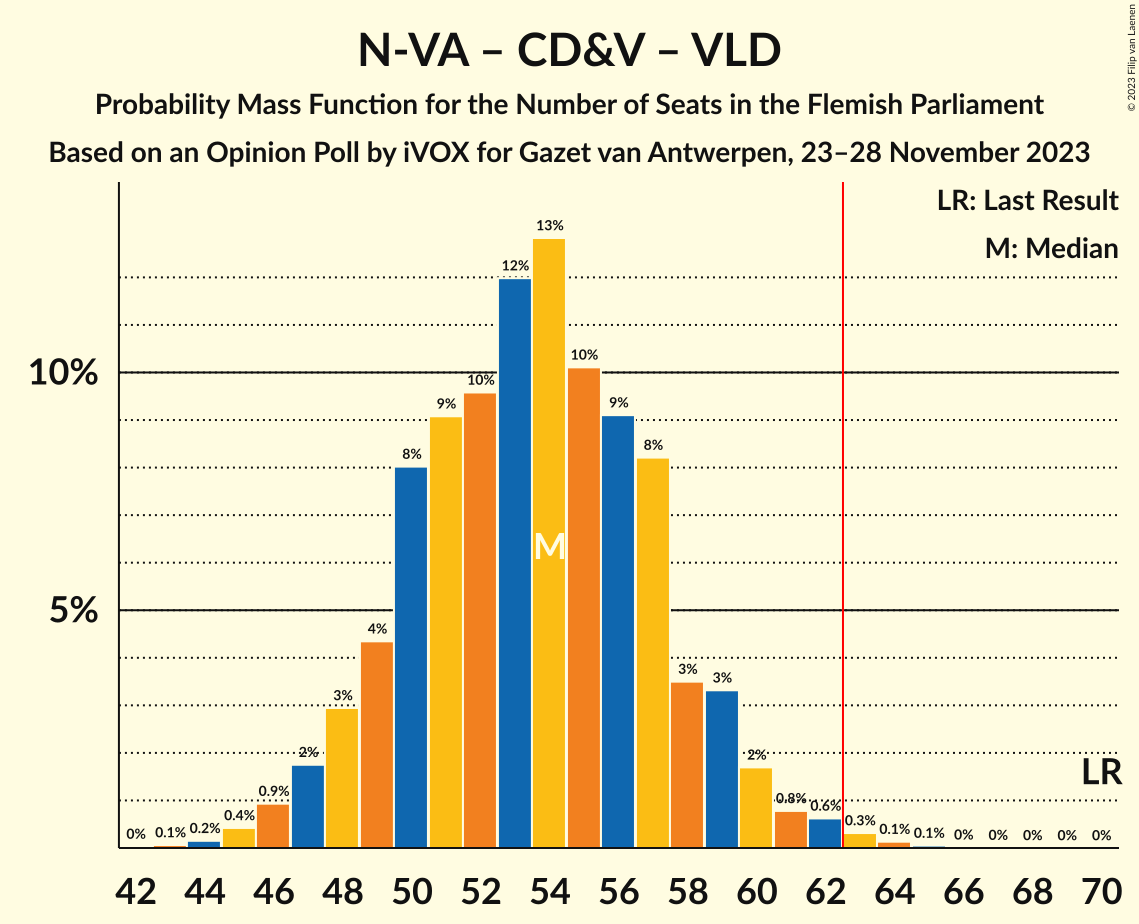 N-VA – CD&V – VLD
Probability Mass Function for the Number of Seats in the Flemish Parliament
Based on an Opinion Poll by iVOX for Gazet van Antwerpen, 23–28 November 2023
© 2023 Filip van Laenen
LR: Last Result
M: Median
10%
5%
0% 0.1% 0.2% 0.4% 0.9% 2% 3% 4% 8% 9% 10% 12% 13% 10% 9% 8% 3% 3% 2% 0.8% 0.6% 0.3% 0.1% 0.1% 0% 0% 0% 0% 0%
M
LR
42 44 46 48 50 52 54 56 58 60 62 64 66 68 70